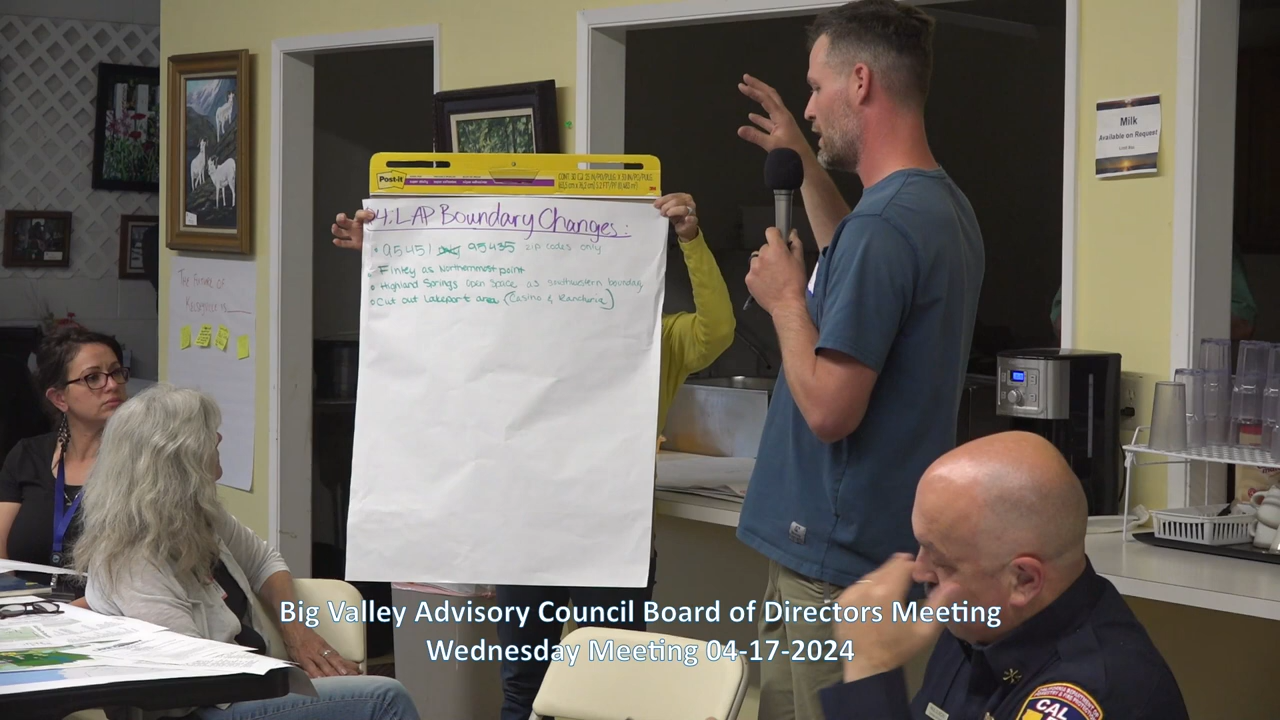 Post-it
#4: LAP Boundary Changes:
• 95451 95435 zip codes only
- Finley as Northernmost point
• Highland Springs Open Space as southwestern boundary
• Cut out Lakeport area (Casino & Rancheria)
Milk
Available on Request
CAL
Big Valley Advisory Council Board of Directors Meeting
Wednesday Meeting 04-17-2024